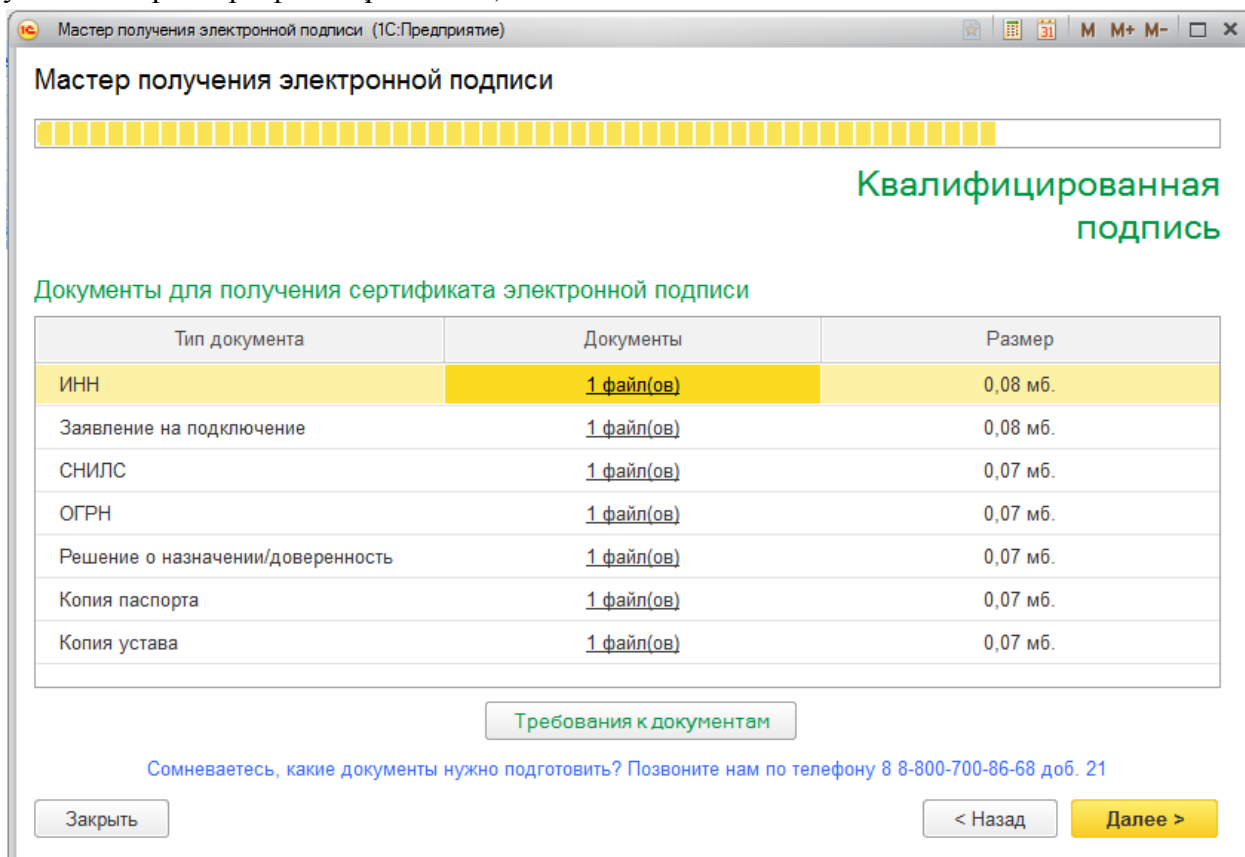 Мастер получения электронной подписи (1С:Предприятие)
31 M M+ M-
Мастер получения электронной подписи
Квалифицированная
подпись
Документы для получения сертификата электронной подписи
Тип документа Документы Размер
ИНН 1 файл(ов) 0,08 мб.
Заявление на подключение 1 файл(ов) 0,08 мб.
СНИЛС 1 файл(ов) 0,07 мб.
ОГРН 1 файл(ов) 0,07 мб.
Решение о назначении/доверенность 1 файл(ов) 0,07 мб.
Копия паспорта 1 файл(ов) 0,07 мб.
Копия устава 1 файл(ов) 0,07 мб.
Требования к документам
Сомневаетесь, какие документы нужно подготовить? Позвоните нам по телефону 8 8-800-700-86-68 доб. 21
Закрыть < Назад Далее >